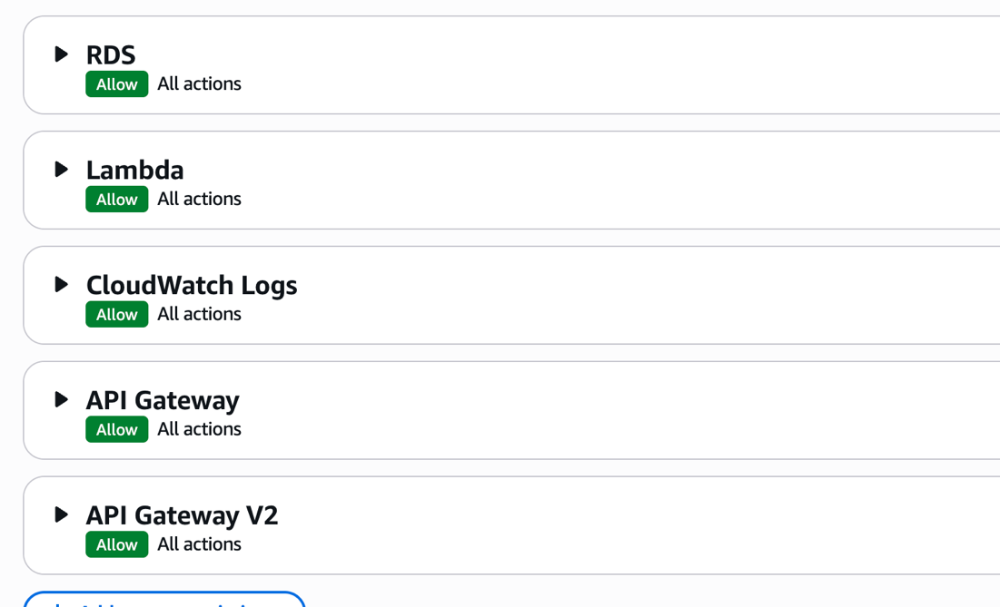 RDS
Allow All actions
Lambda
Allow All actions
CloudWatch Logs
Allow All actions
API Gateway
Allow All actions
API Gateway V2
Allow All actions